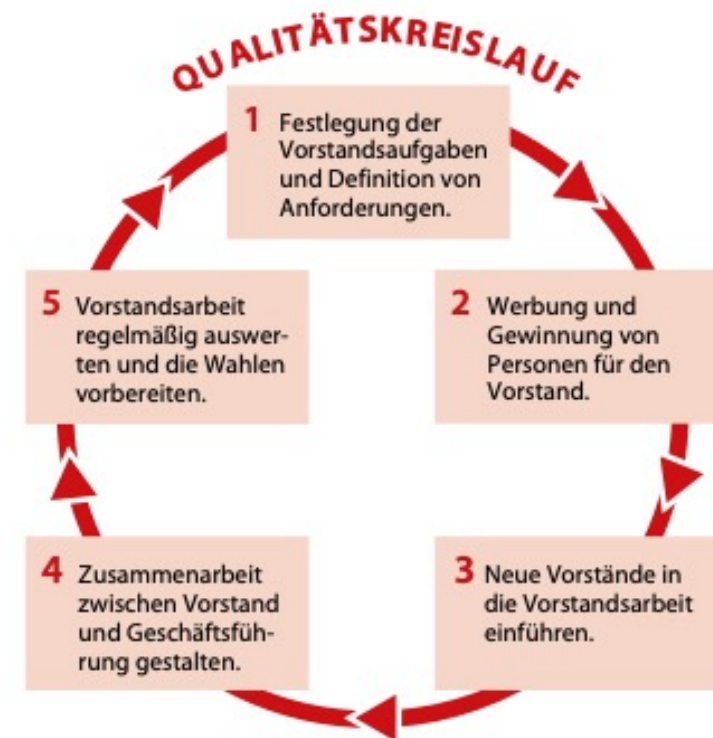 QUALITÄTSKREISLAUF
1 Festlegung der
Vorstandsaufgaben
und Definition von
Anforderungen.
2 Werbung und
Gewinnung von
Personen für den
Vorstand.
3 Neue Vorstände in
die Vorstandsarbeit
einführen.
4 Zusammenarbeit
zwischen Vorstand
und Geschäftsfüh-
rung gestalten.
5 Vorstandsarbeit
regelmäßig auswer-
ten und die Wahlen
vorbereiten.